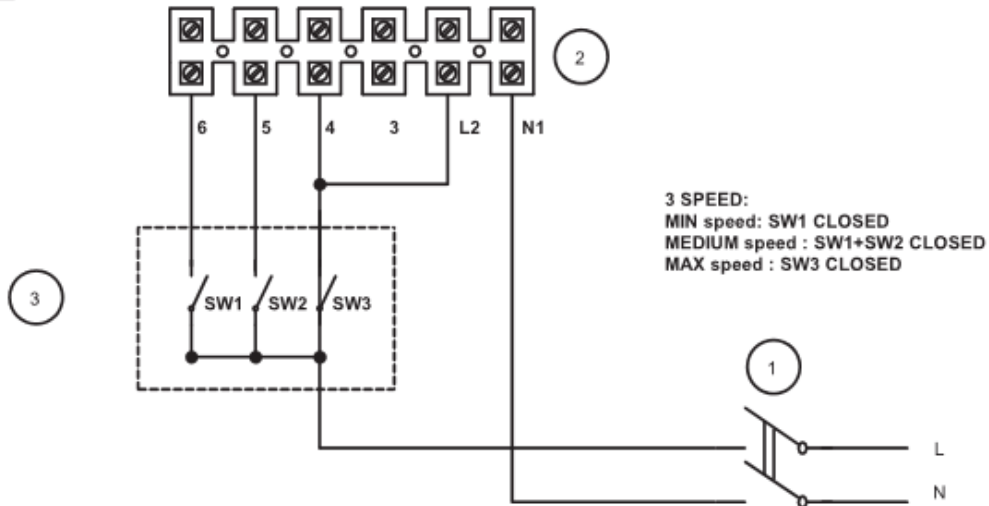 2
6 5 4 3 L2 N1
3 SPEED:
MIN speed: SW1 CLOSED
MEDIUM speed : SW1+SW2 CLOSED
MAX speed : SW3 CLOSED
3
SW1 SW2 SW3
1
L
N